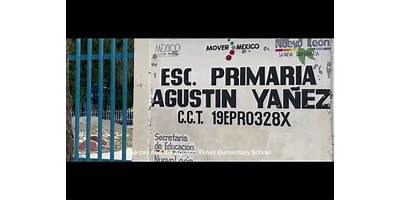 MÉXICO
MOVER MÉXICO
Nuevo León
ESC. PRIMARIA
AGUSTIN YAÑEZ
C.C.T. 19EPR0328X
Secretaría
de Educación
Yañez Elementary School
Nuevo León